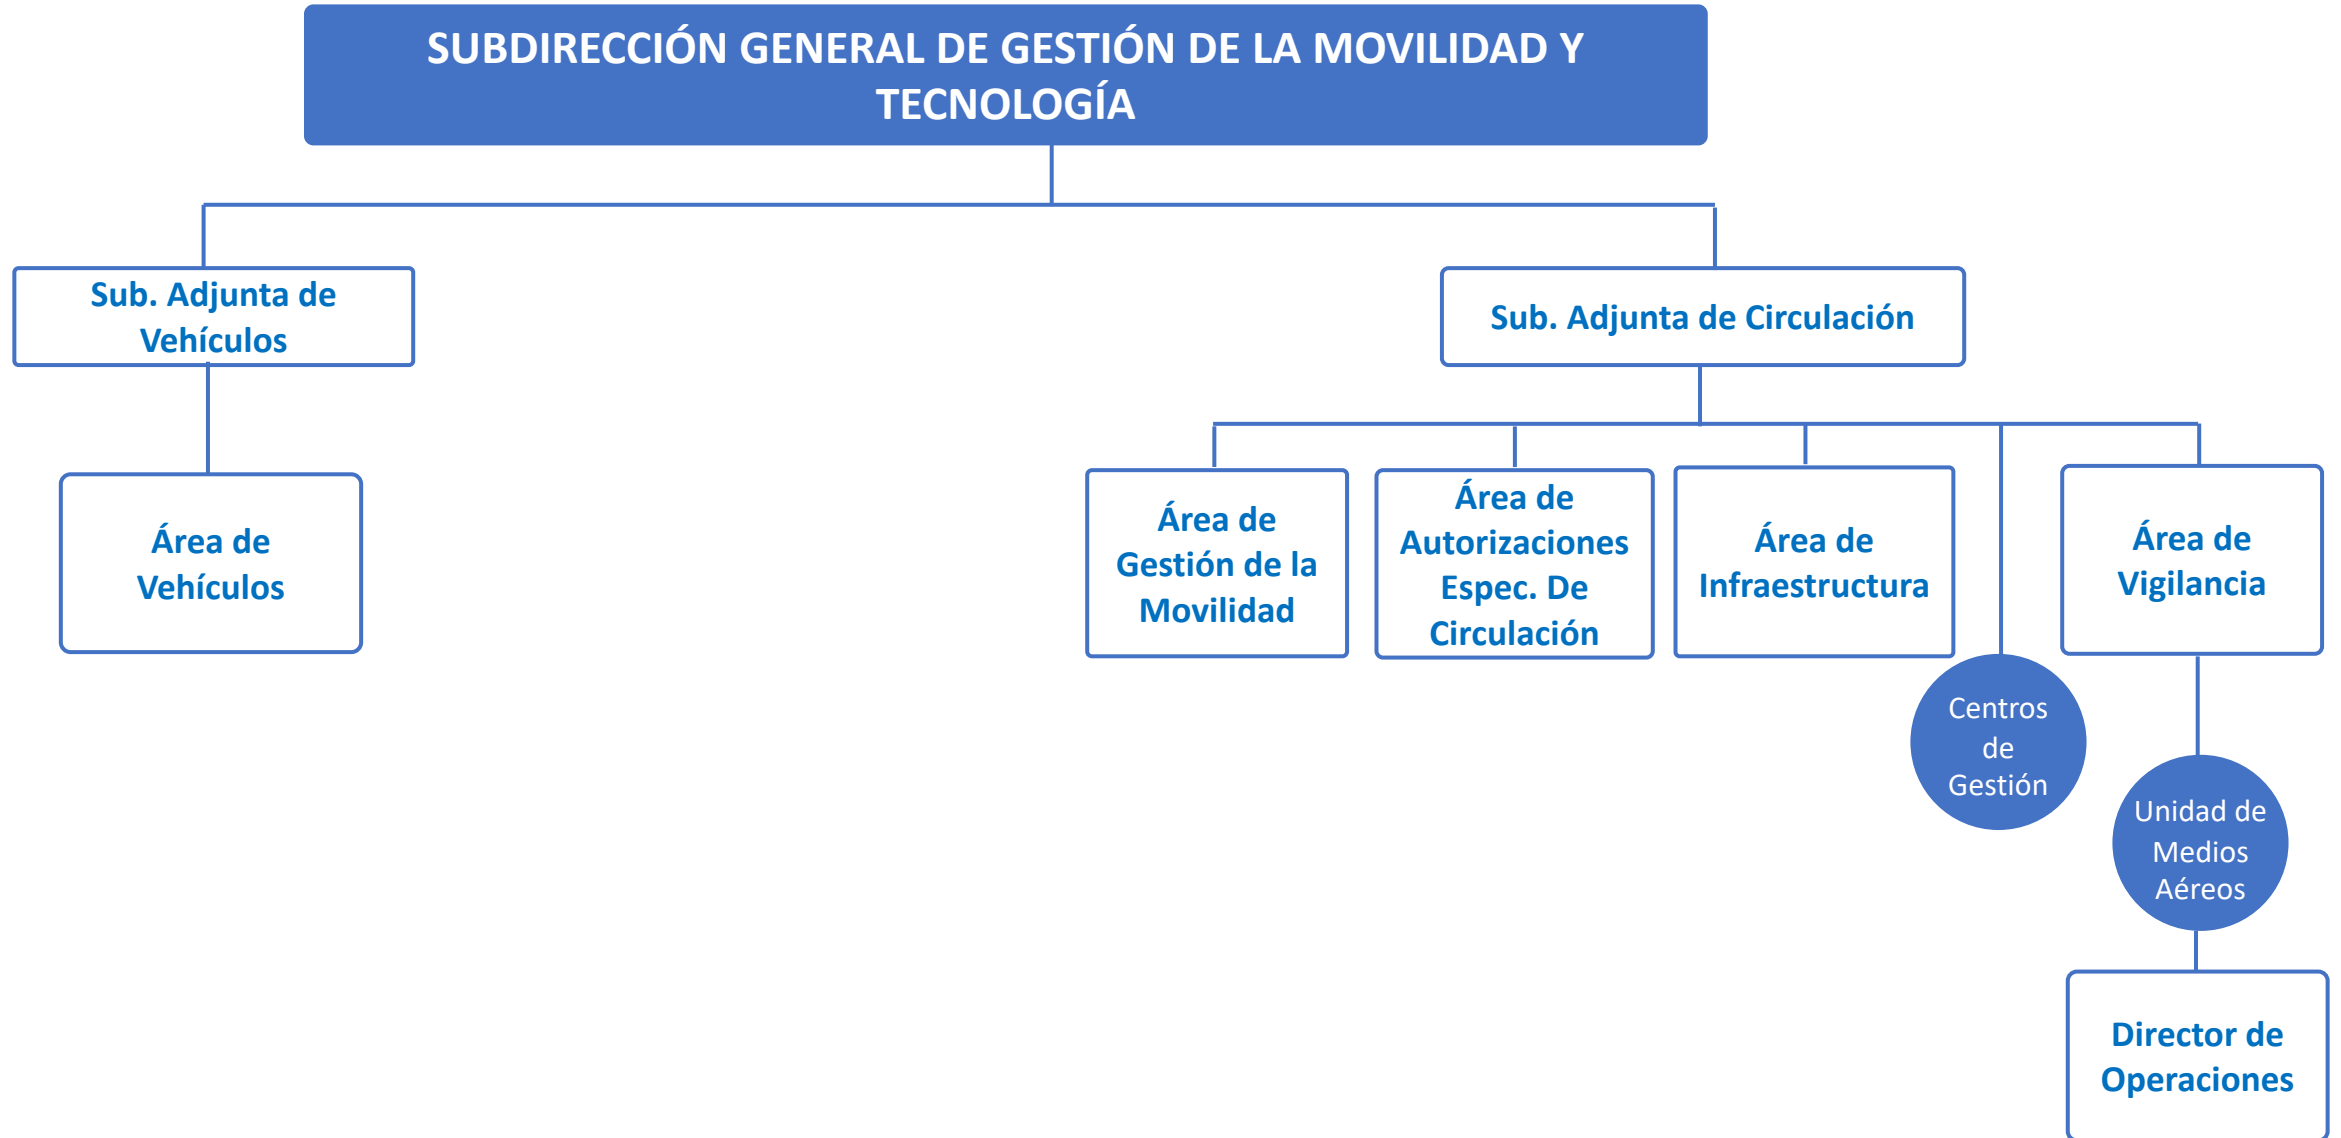 SUBDIRECCIÓN GENERAL DE GESTIÓN DE LA MOVILIDAD Y
TECNOLOGÍA
Sub. Adjunta de
Vehículos
Sub. Adjunta de Circulación
Área de
Vehículos
Área de
Gestión de la
Movilidad
Área de
Autorizaciones
Espec. De
Circulación
Área de
Infraestructura
Área de
Vigilancia
Centros
de
Gestión
Unidad de
Medios
Aéreos
Director de
Operaciones